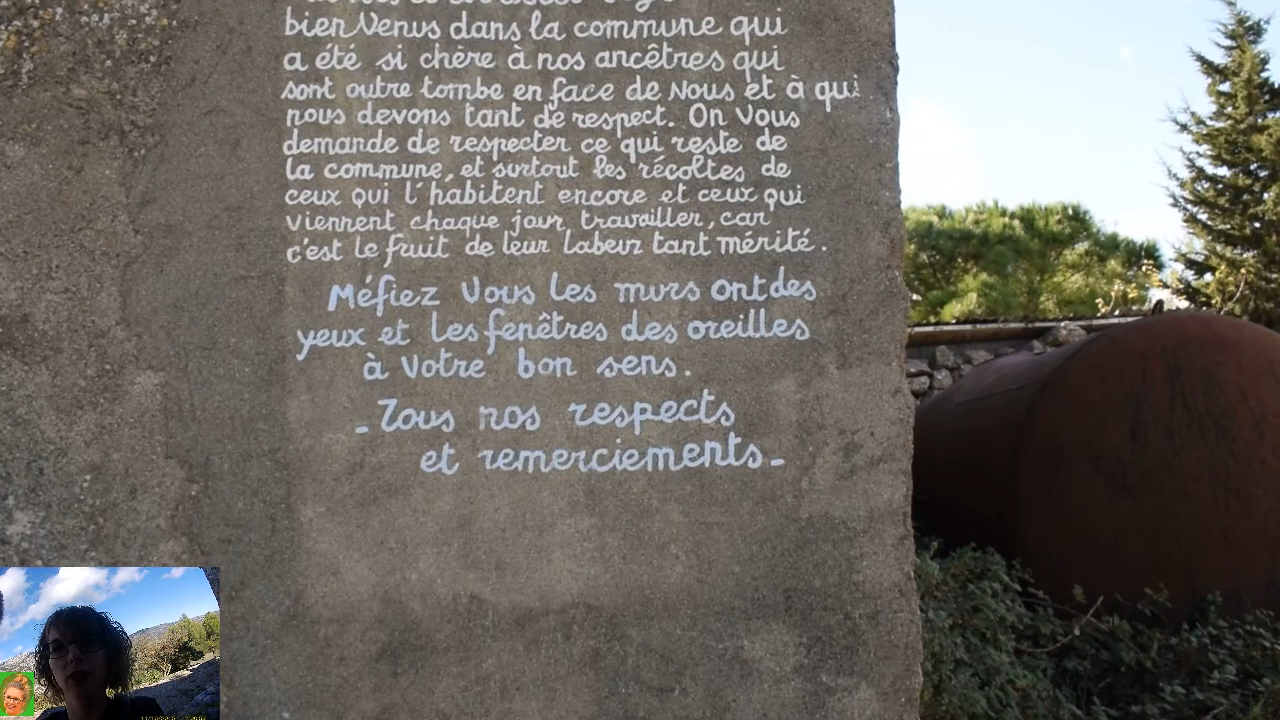 bien Venus dans la commune qui
a été si chère à nos ancêtres qui
sont outre tombe en face de Nous et à qui
nous devons tant de respect. On Vous
demande de respecter ce qui reste de
la commune, et surtout les récoltes de
ceux qui l'habitent encore et ceux qui
viennent chaque jour travailler, car
c'est le fruit de leur labeur tant mérité.
Méfiez Vous les murs ont des
yeux et les fenêtres des oreilles
à Votre bon sens.
- Tous nos respects
et remerciements -